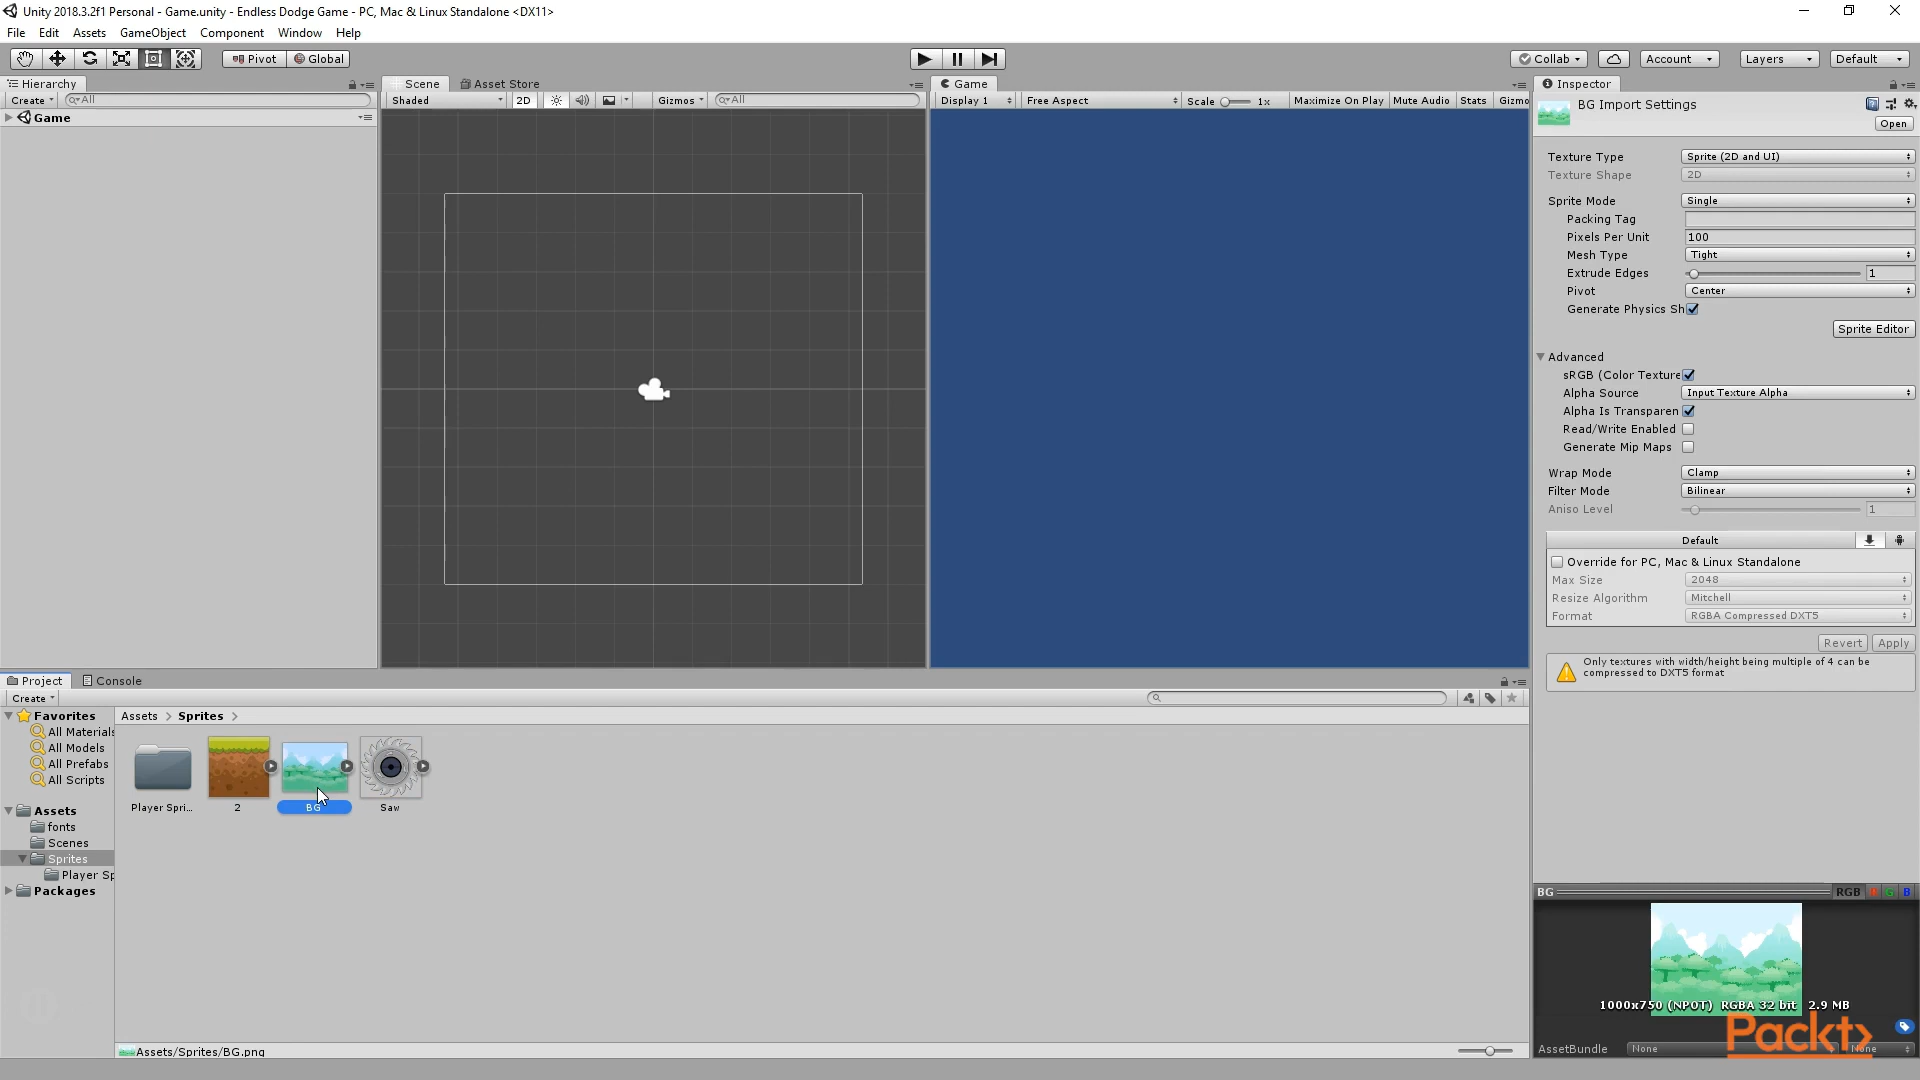 Unity 2018.3.2f1 Personal - Game.unity - Endless Dodge Game - PC, Mac & Linux Standalone <DX11>
File Edit Assets GameObject Component Window Help
Pivot Global Collab Account Layers Default
Hierarchy
Create All
Game
Scene Asset Store
Shaded 2D Gizmos All
Game
Display 1 Free Aspect Scale 1x Maximize On Play Mute Audio Stats Gizmo
Inspector
BG Import Settings
Open
Texture Type Sprite (2D and UI)
Texture Shape 2D
Sprite Mode Single
Packing Tag
Pixels Per Unit 100
Mesh Type Tight
Extrude Edges 1
Pivot Center
Generate Physics Sh
Sprite Editor
Advanced
sRGB (Color Texture
Alpha Source Input Texture Alpha
Alpha Is Transparen
Read/Write Enabled
Generate Mip Maps
Wrap Mode Clamp
Filter Mode Bilinear
Aniso Level 1
Default
Override for PC, Mac & Linux Standalone
Max Size 2048
Resize Algorithm Mitchell
Format RGBA Compressed DXT5
Revert Apply
Only textures with width/height being multiple of 4 can be
compressed to DXT5 format
Project Console
Create
Favorites
All Materials
All Models
All Prefabs
All Scripts
Assets
fonts
Scenes
Sprites
Player Sp
Packages
Assets > Sprites >
Player Spri... 2 BG Saw
Assets/Sprites/BG.png
BG RGB R G B
1000x750 (NPOT) RGBA 32 bit 2.9 MB
Packt>
AssetBundle None None